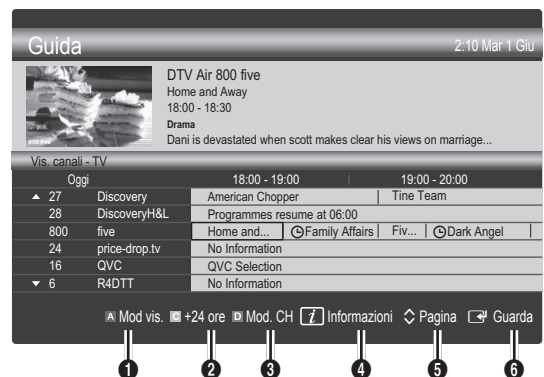 Guida 2:10 Mar 1 Giu
DTV Air 800 five
Home and Away
18:00 - 18:30
Drama
Dani is devastated when scott makes clear his views on marriage...
800 five
Vis. canali - TV
Oggi 18:00 - 19:00 19:00 - 20:00
▲ 27 Discovery American Chopper Tine Team
28 DiscoveryH&L Programmes resume at 06:00
800 five Home and... Family Affairs Fiv... Dark Angel
24 price-drop.tv No Information
16 QVC QVC Selection
▼ 6 R4DTT No Information
A Mod vis. C +24 ore D Mod. CH i Informazioni Pagina Guarda
1 2 3 4 5 6